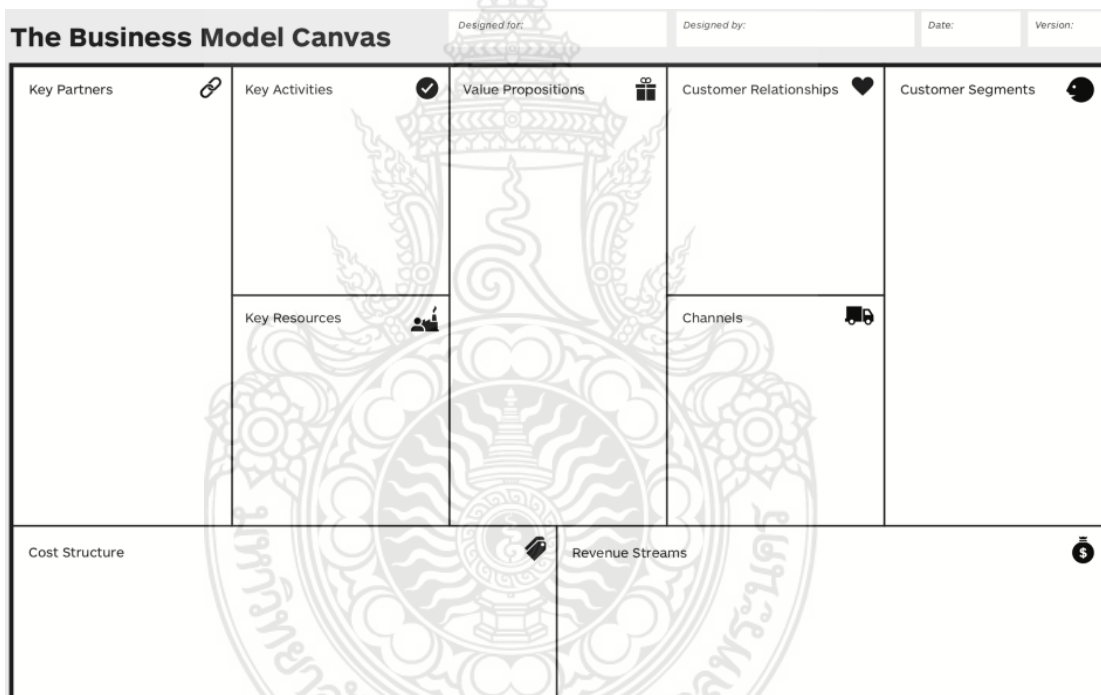 The Business Model Canvas
Designed for:
Designed by:
Date:
Version:
Key Partners
Key Activities
Value Propositions
Customer Relationships
Customer Segments
Key Resources
Channels
Cost Structure
Revenue Streams
$